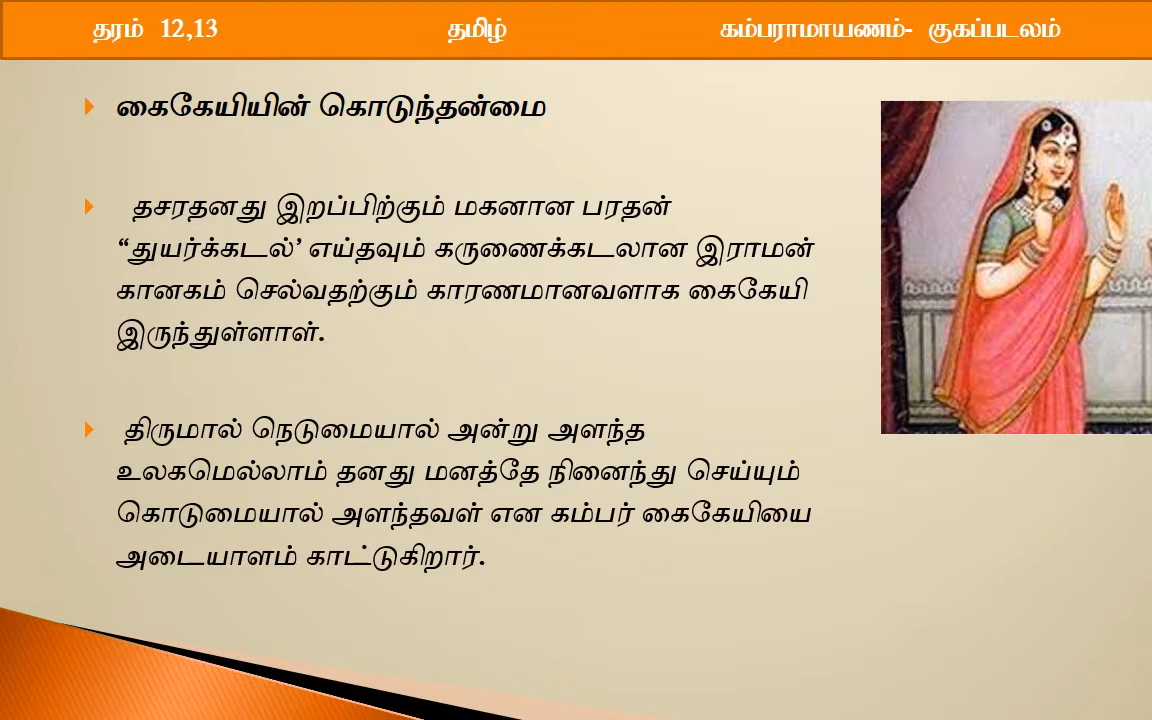 தரம் 12,13 தமிழ் கம்பராமாயணம்- குகப்படலம்
கைகேயியின் கொடுந்தன்மை
தசரதனது இறப்பிற்கும் மகனான பரதன்
“துயர்க்கடல்’ எய்தவும் கருணைக்கடலான இராமன்
கானகம் செல்வதற்கும் காரணமானவளாக கைகேயி
இருந்துள்ளாள்.
திருமால் நெடுமையால் அன்று அளந்த
உலகமெல்லாம் தனது மனத்தே நினைந்து செய்யும்
கொடுமையால் அளந்தவள் என கம்பர் கைகேயியை
அடையாளம் காட்டுகிறார்.